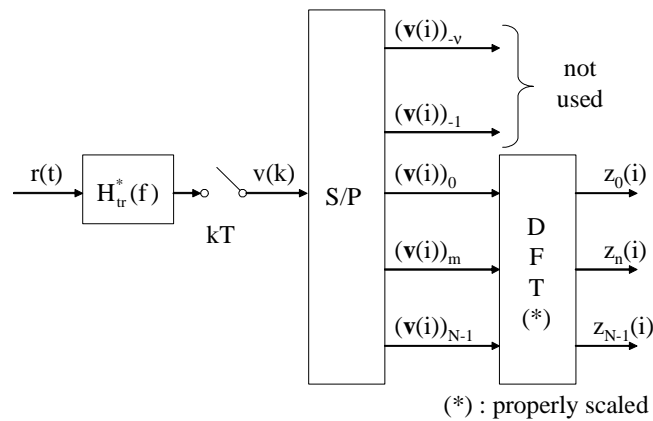 (v(i))-ν
not
used
(v(i))-1
r(t)
H*tr(f)
v(k)
kT
S/P
(v(i))0
D
F
T
(*)
z0(i)
(v(i))m
zn(i)
(v(i))N-1
zN-1(i)
(*) : properly scaled